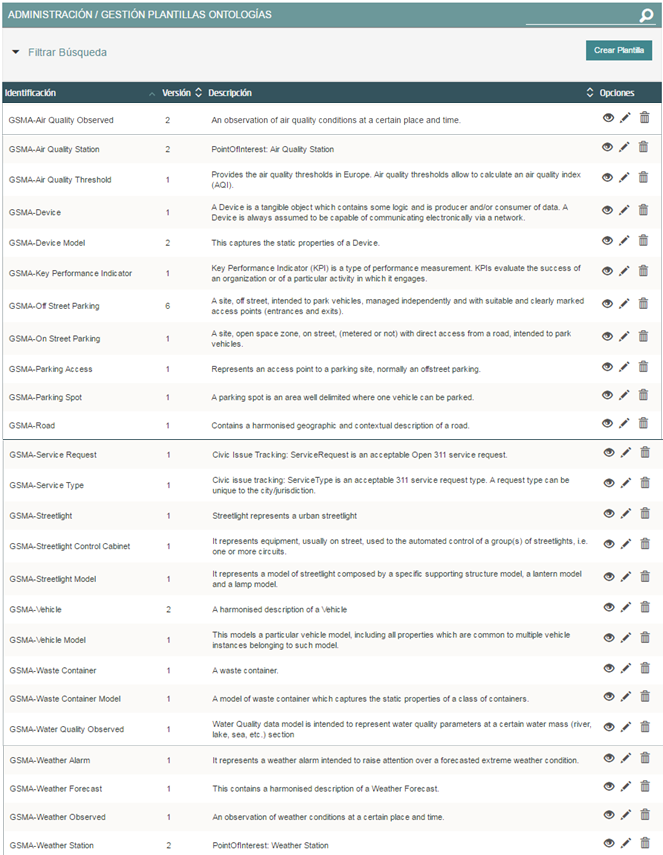 ADMINISTRACIÓN / GESTIÓN PLANTILLAS ONTOLOGÍAS
Filtrar Búsqueda
Crear Plantilla
Identificación Versión Descripción Opciones
GSMA-Air Quality Observed 2 An observation of air quality conditions at a certain place and time.
GSMA-Air Quality Station 2 PointOfInterest: Air Quality Station
GSMA-Air Quality Threshold 1 Provides the air quality thresholds in Europe. Air quality thresholds allow to calculate an air quality index
(AQI).
GSMA-Device 1 A Device is a tangible object which contains some logic and is producer and/or consumer of data. A
Device is always assumed to be capable of communicating electronically via a network.
GSMA-Device Model 2 This captures the static properties of a Device.
GSMA-Key Performance Indicator 1 Key Performance Indicator (KPI) is a type of performance measurement. KPIs evaluate the success of
an organization or of a particular activity in which it engages.
GSMA-Off Street Parking 6 A site, off street, intended to park vehicles, managed independently and with suitable and clearly marked
access points (entrances and exits).
GSMA-On Street Parking 1 A site, open space zone, on street, (metered or not) with direct access from a road, intended to park
vehicles.
GSMA-Parking Access 1 Represents an access point to a parking site, normally an offstreet parking.
GSMA-Parking Spot 1 A parking spot is an area well delimited where one vehicle can be parked.
GSMA-Road 1 Contains a harmonised geographic and contextual description of a road.
GSMA-Service Request 1 Civic Issue Tracking: ServiceRequest is an acceptable Open 311 service request.
GSMA-Service Type 1 Civic issue tracking: ServiceType is an acceptable 311 service request type. A request type can be
unique to the city/jurisdiction.
GSMA-Streetlight 1 Streetlight represents a urban streetlight
GSMA-Streetlight Control Cabinet 1 It represents equipment, usually on street, used to the automated control of a group(s) of streetlights, i.e.
one or more circuits.
GSMA-Streetlight Model 1 It represents a model of streetlight composed by a specific supporting structure model, a lantern model
and a lamp model.
GSMA-Vehicle 2 A harmonised description of a Vehicle
GSMA-Vehicle Model 1 This models a particular vehicle model, including all properties which are common to multiple vehicle
instances belonging to such model.
GSMA-Waste Container 1 A waste container.
GSMA-Waste Container Model 1 A model of waste container which captures the static properties of a class of containers.
GSMA-Water Quality Observed 1 Water Quality data model is intended to represent water quality parameters at a certain water mass (river,
lake, sea, etc.) section
GSMA-Weather Alarm 1 It represents a weather alarm intended to raise attention over a forecasted extreme weather condition.
GSMA-Weather Forecast 1 This contains a harmonised description of a Weather Forecast.
GSMA-Weather Observed 1 An observation of weather conditions at a certain place and time.
GSMA-Weather Station 2 PointOfInterest: Weather Station